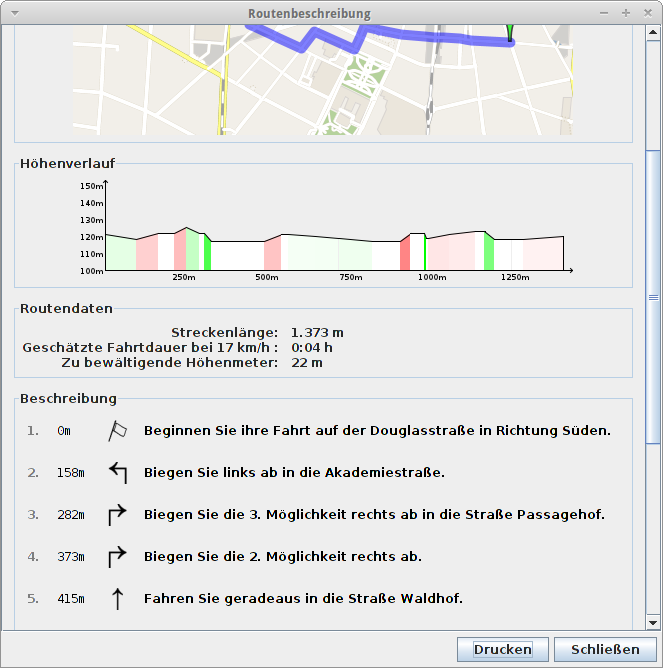 Routenbeschreibung
Höhenverlauf
150m
140m
130m
120m
110m
100m
250m 500m 750m 1000m 1250m
Routendaten
Streckenlänge: 1.373 m
Geschätzte Fahrtdauer bei 17 km/h : 0:04 h
Zu bewältigende Höhenmeter: 22 m
Beschreibung
1. 0m Beginnen Sie ihre Fahrt auf der Douglasstraße in Richtung Süden.
2. 158m Biegen Sie links ab in die Akademiestraße.
3. 282m Biegen Sie die 3. Möglichkeit rechts ab in die Straße Passagehof.
4. 373m Biegen Sie die 2. Möglichkeit rechts ab.
5. 415m Fahren Sie geradeaus in die Straße Waldhof.
Drucken Schließen